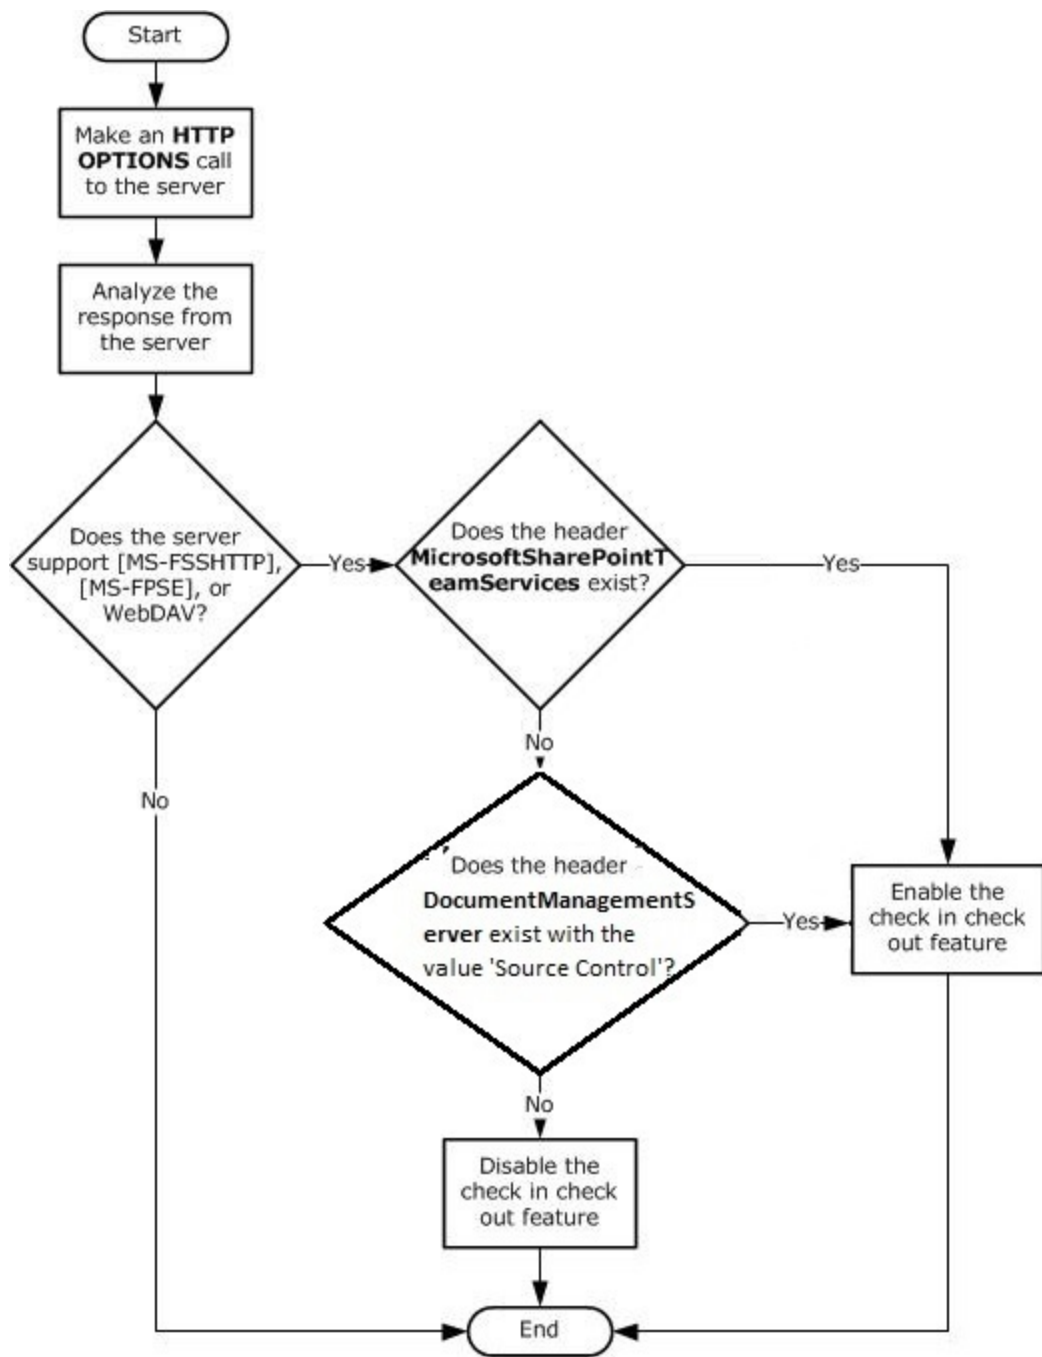 Start
Make an HTTP
OPTIONS call
to the server
Analyze the
response from
the server
Does the server
support [MS-FSSHTTP],
[MS-FPSE], or
WebDAV?
Yes
No
Does the header
MicrosoftSharePointT
eamServices exist?
Yes
No
Does the header
DocumentManagementS
erver exist with the
value 'Source Control'?
Yes
No
Enable the
check in check
out feature
Disable the
check in check
out feature
End